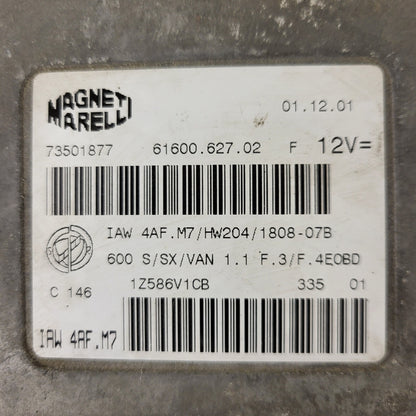 MAGNETI
MARELLI
01.12.01
73501877 61600.627.02 F 12V=
IAW 4AF.M7/HW204/1808-07B
600 S/SX/VAN 1.1 F.3/F.4EOBD
C 146 1Z586V1CB 335 01
IAW 4AF.M7